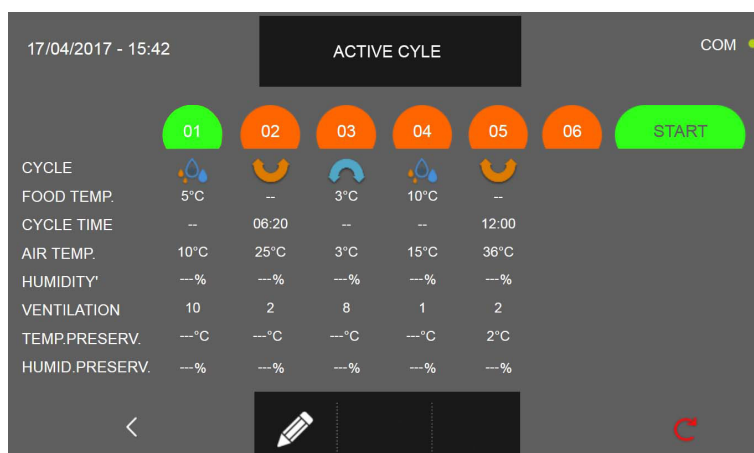 17/04/2017 - 15:42 ACTIVE CYLE COM
01 02 03 04 05 06 START
CYCLE
FOOD TEMP. 5°C -- 3°C 10°C --
CYCLE TIME -- 06:20 -- -- 12:00
AIR TEMP. 10°C 25°C 3°C 15°C 36°C
HUMIDITY' ---% ---% ---% ---% ---%
VENTILATION 10 2 8 1 2
TEMP.PRESERV. ---°C ---°C ---°C ---°C 2°C
HUMID.PRESERV. ---% ---% ---% ---% ---%